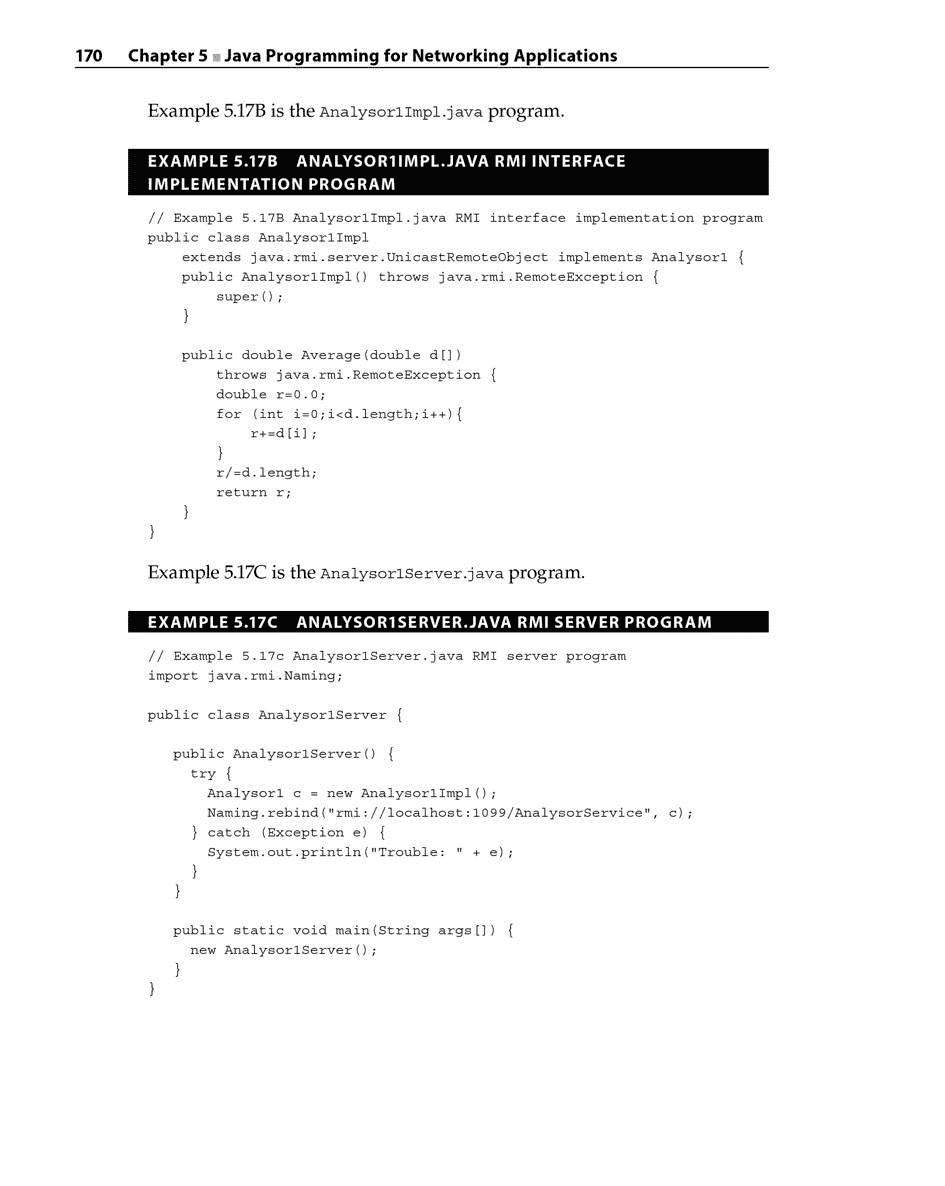 170 Chapter 5 ■ Java Programming for Networking Applications
Example 5.17B is the Analysor1Impl.java program.
EXAMPLE 5.17B ANALYSOR1IMPL.JAVA RMI INTERFACE
IMPLEMENTATION PROGRAM
// Example 5.17B Analysor1Impl.java RMI interface implementation program
public class Analysor1Impl
    extends java.rmi.server.UnicastRemoteObject implements Analysor1 {
    public Analysor1Impl() throws java.rmi.RemoteException {
        super();
    }
    public double Average(double d[])
        throws java.rmi.RemoteException {
        double r=0.0;
        for (int i=0;i<d.length;i++){
            r+=d[i];
        }
        r/=d.length;
        return r;
    }
}
Example 5.17C is the Analysor1Server.java program.
EXAMPLE 5.17C ANALYSOR1SERVER.JAVA RMI SERVER PROGRAM
// Example 5.17c Analysor1Server.java RMI server program
import java.rmi.Naming;
public class Analysor1Server {
   public Analysor1Server() {
     try {
       Analysor1 c = new Analysor1Impl();
       Naming.rebind("rmi://localhost:1099/AnalysorService", c);
     } catch (Exception e) {
       System.out.println("Trouble: " + e);
     }
   }
   public static void main(String args[]) {
     new Analysor1Server();
   }
}